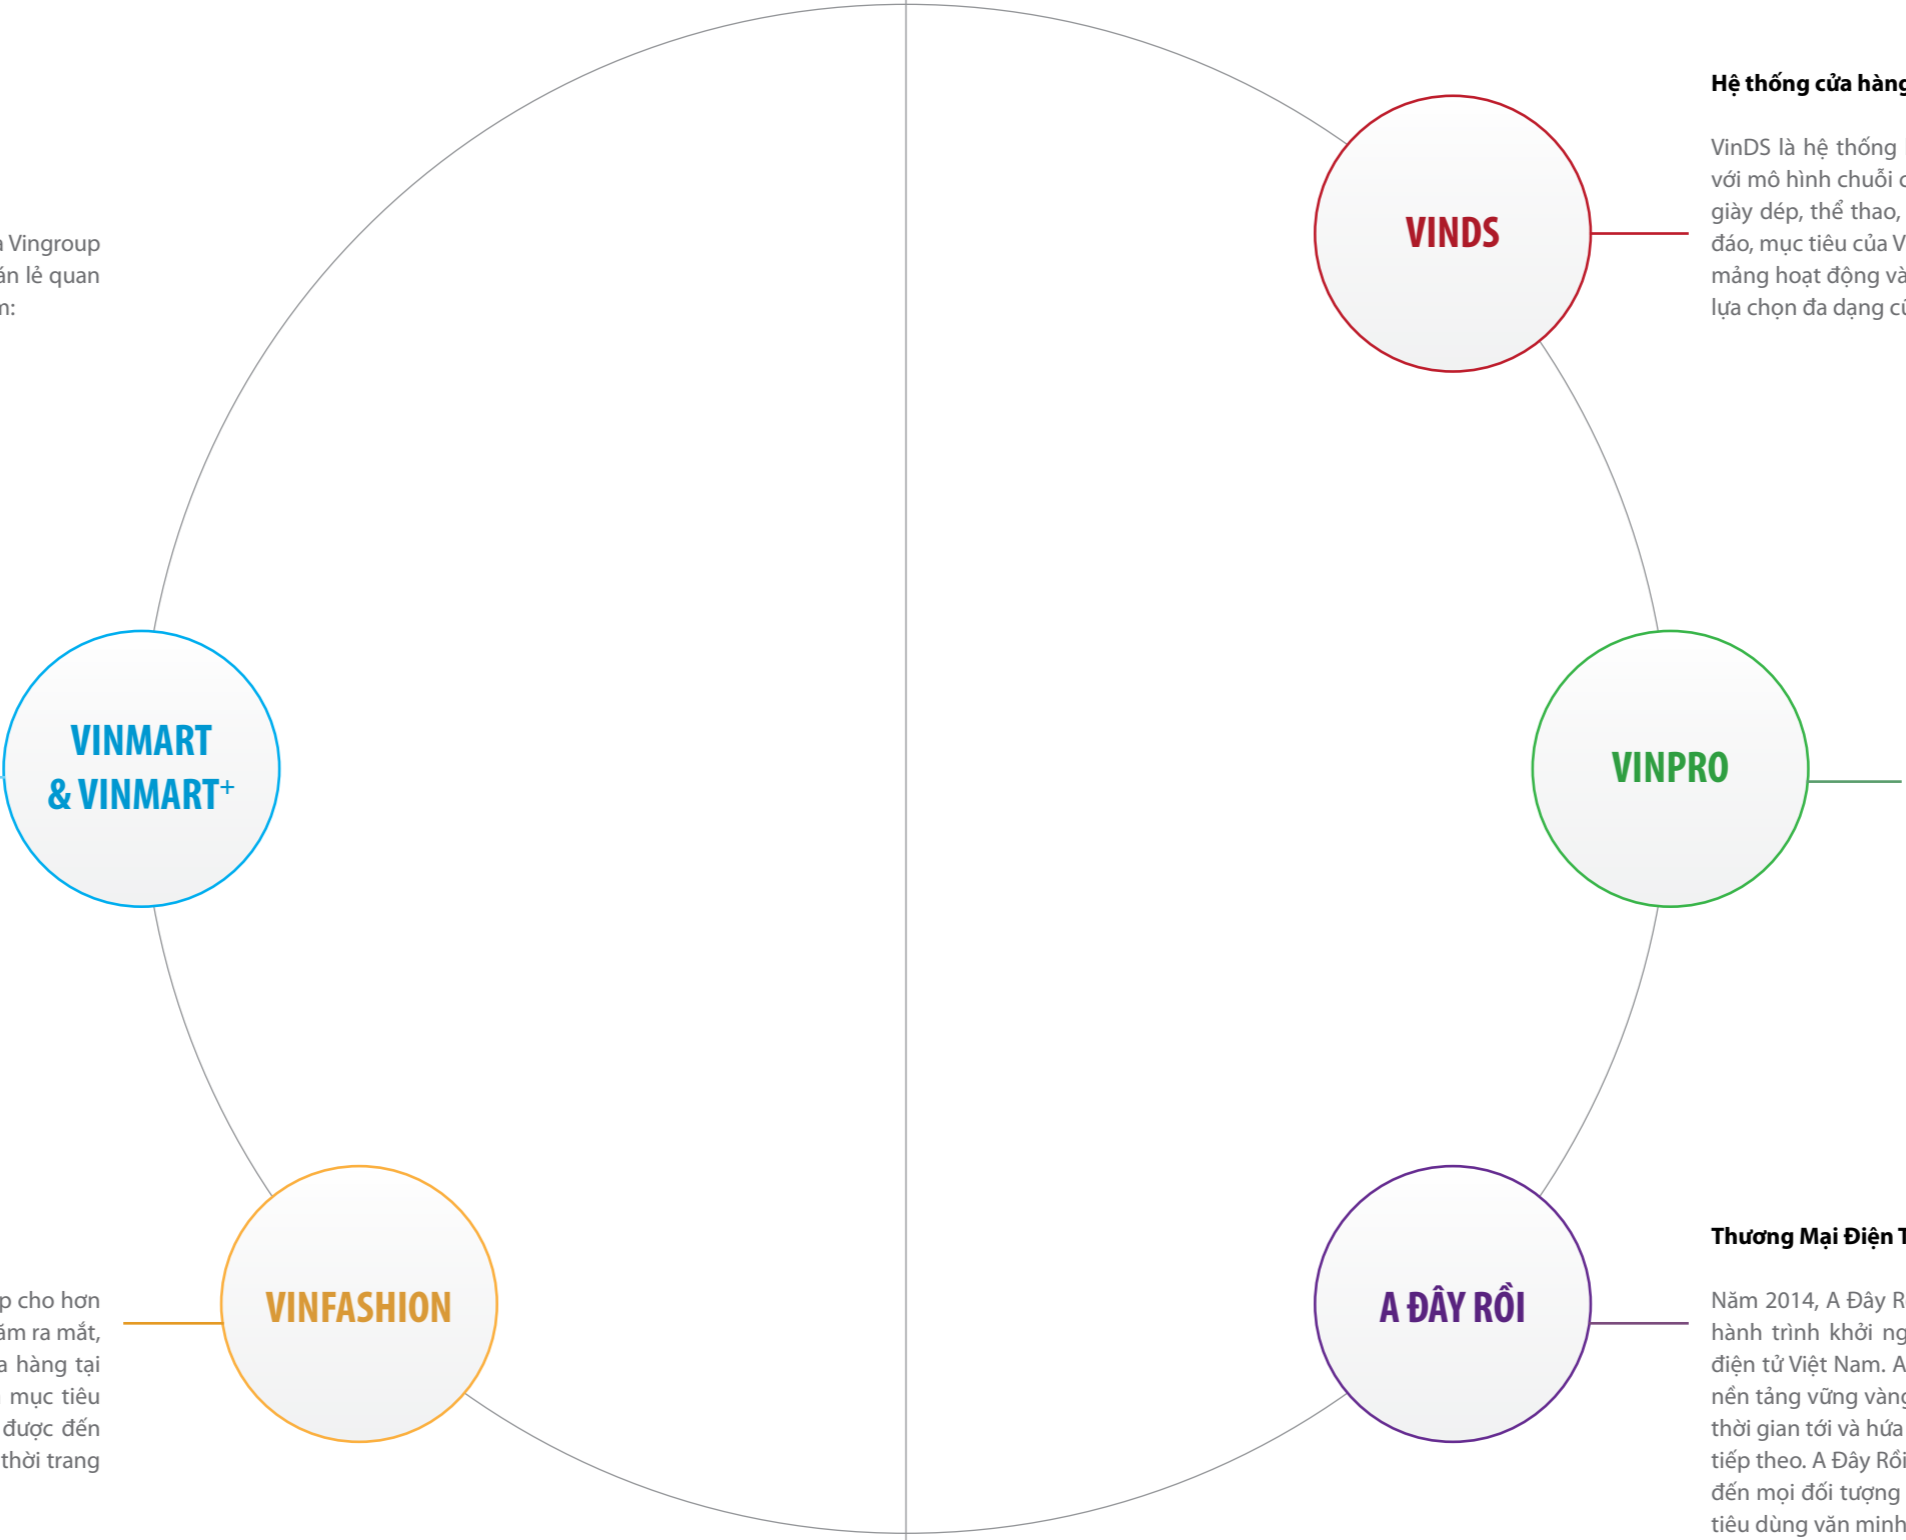 Vingroup
án lẻ quan
VINMART
& VINMART+
p cho hơn
ăm ra mắt,
a hàng tại
mục tiêu
được đến
thời trang
VINFASHION
VINDS
Hệ thống cửa hàng
VinDS là hệ thống
với mô hình chuỗi
giày dép, thể thao,
đáo, mục tiêu của V
mảng hoạt động và
lựa chọn đa dạng
VINPRO
A ĐÂY RỒI
Thương Mại Điện T
Năm 2014, A Đây R
hành trình khởi ng
điện tử Việt Nam. A
nền tảng vững vàng
thời gian tới và hứa
tiếp theo. A Đây Rồi
đến mọi đối tượng
tiêu dùng văn minh